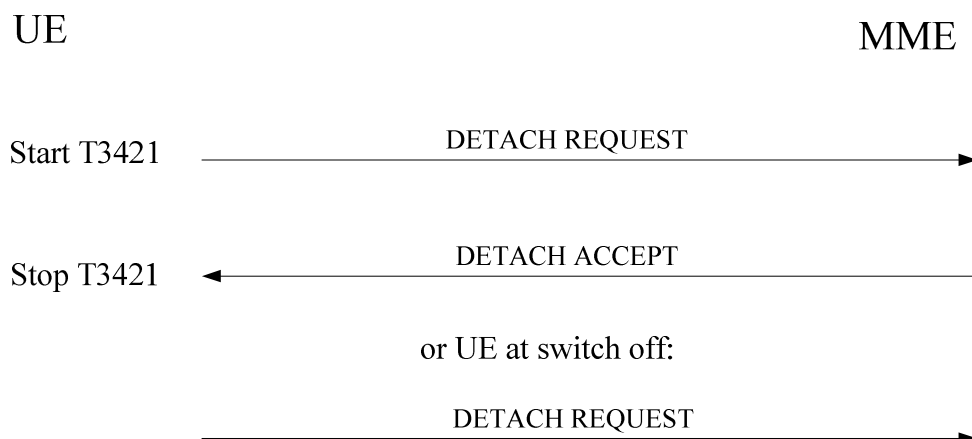 UE
MME
DETACH REQUEST
Start T3421
DETACH ACCEPT
Stop T3421
or UE at switch off:
DETACH REQUEST